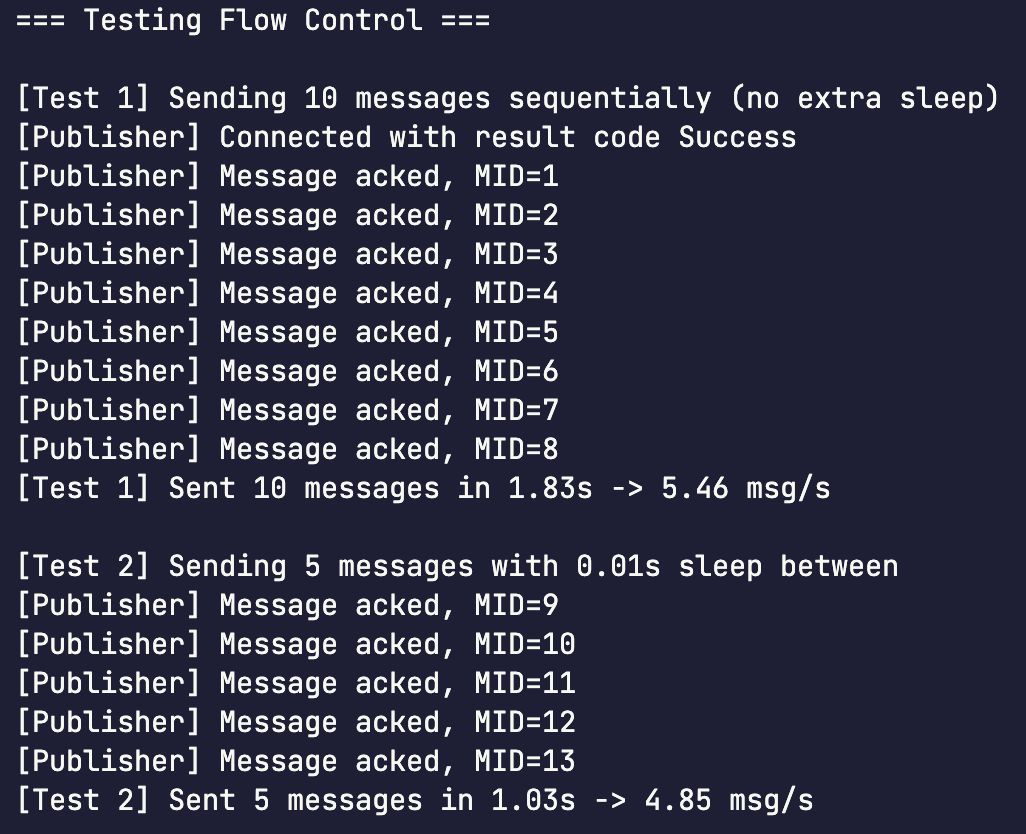 === Testing Flow Control ===
[Test 1] Sending 10 messages sequentially (no extra sleep)
[Publisher] Connected with result code Success
[Publisher] Message acked, MID=1
[Publisher] Message acked, MID=2
[Publisher] Message acked, MID=3
[Publisher] Message acked, MID=4
[Publisher] Message acked, MID=5
[Publisher] Message acked, MID=6
[Publisher] Message acked, MID=7
[Publisher] Message acked, MID=8
[Test 1] Sent 10 messages in 1.83s -> 5.46 msg/s
[Test 2] Sending 5 messages with 0.01s sleep between
[Publisher] Message acked, MID=9
[Publisher] Message acked, MID=10
[Publisher] Message acked, MID=11
[Publisher] Message acked, MID=12
[Publisher] Message acked, MID=13
[Test 2] Sent 5 messages in 1.03s -> 4.85 msg/s